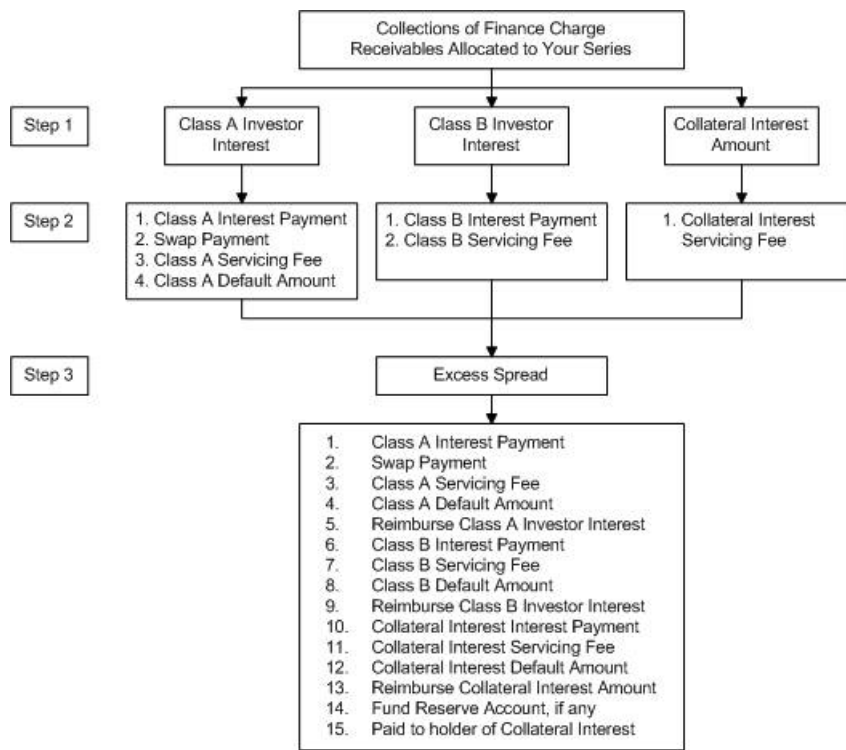 Collections of Finance Charge
Receivables Allocated to Your Series
Step 1
Class A Investor
Interest
Class B Investor
Interest
Collateral Interest
Amount
Step 2
1. Class A Interest Payment
2. Swap Payment
3. Class A Servicing Fee
4. Class A Default Amount
1. Class B Interest Payment
2. Class B Servicing Fee
1. Collateral Interest
Servicing Fee
Step 3
Excess Spread
1. Class A Interest Payment
2. Swap Payment
3. Class A Servicing Fee
4. Class A Default Amount
5. Reimburse Class A Investor Interest
6. Class B Interest Payment
7. Class B Servicing Fee
8. Class B Default Amount
9. Reimburse Class B Investor Interest
10. Collateral Interest Interest Payment
11. Collateral Interest Servicing Fee
12. Collateral Interest Default Amount
13. Reimburse Collateral Interest Amount
14. Fund Reserve Account, if any
15. Paid to holder of Collateral Interest